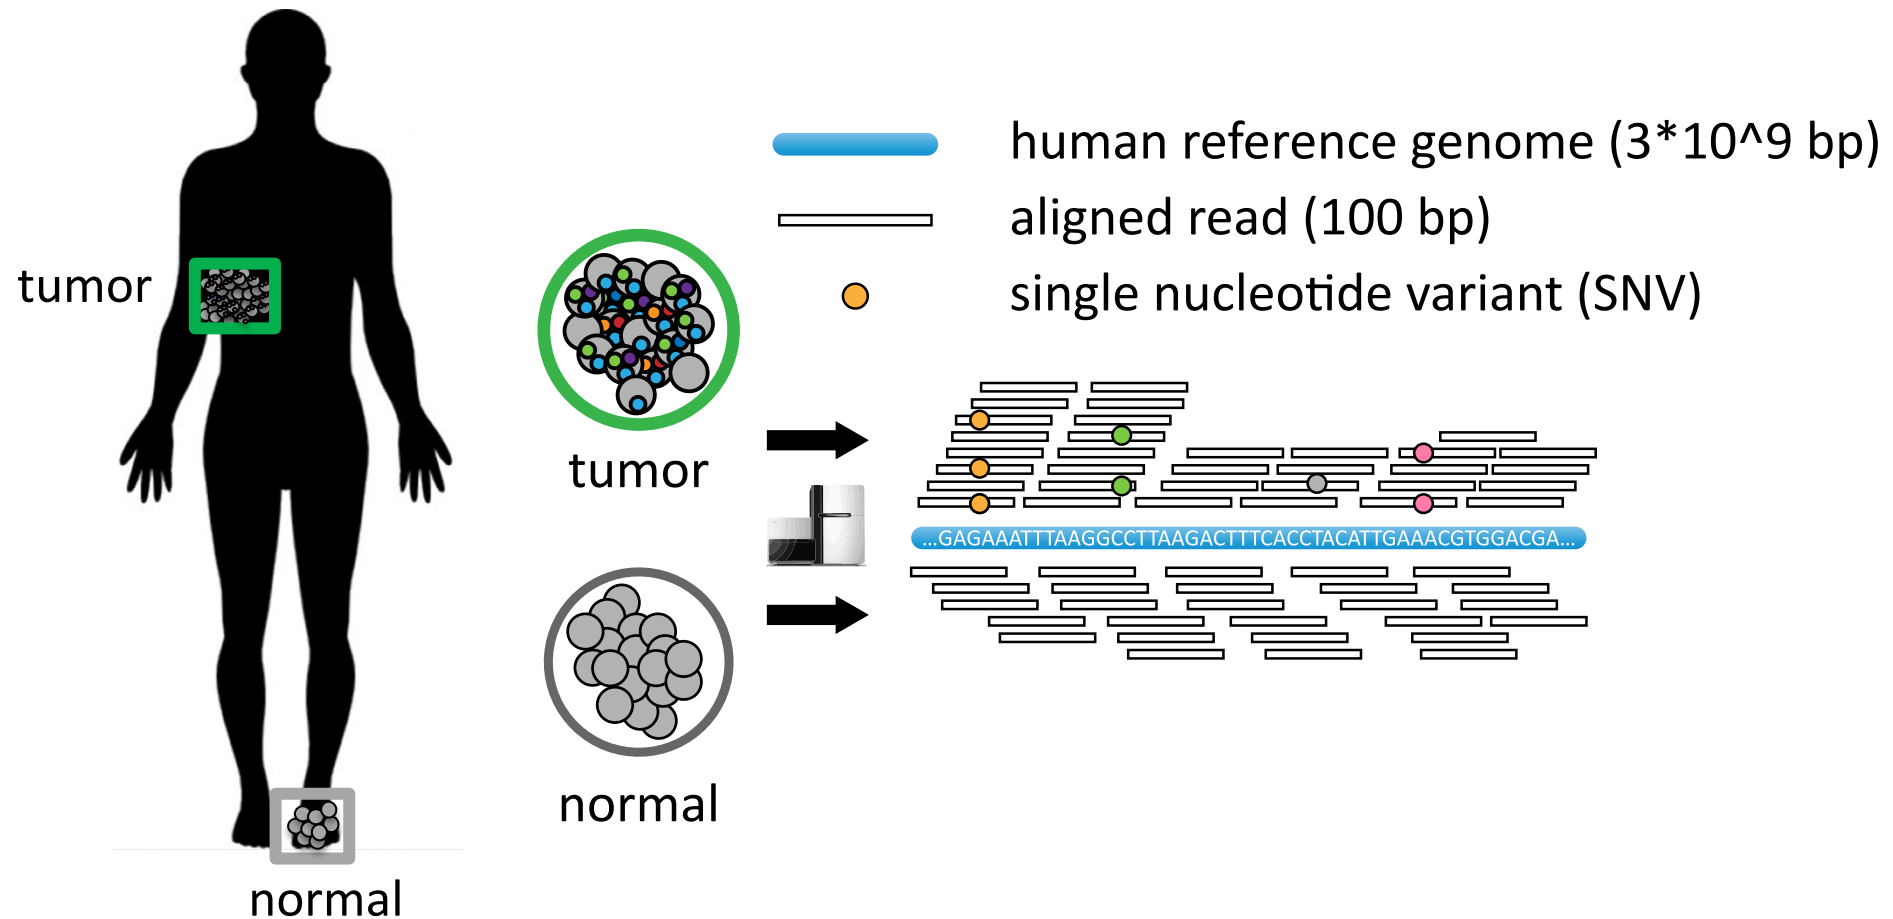 human reference genome (3*10^9 bp)
aligned read (100 bp)
single nucleotide variant (SNV)
tumor
tumor
...GAGAAATTTAAGGCCTTAAGACTTTCACCTACATTGAAACGTGGACGA...
normal
normal